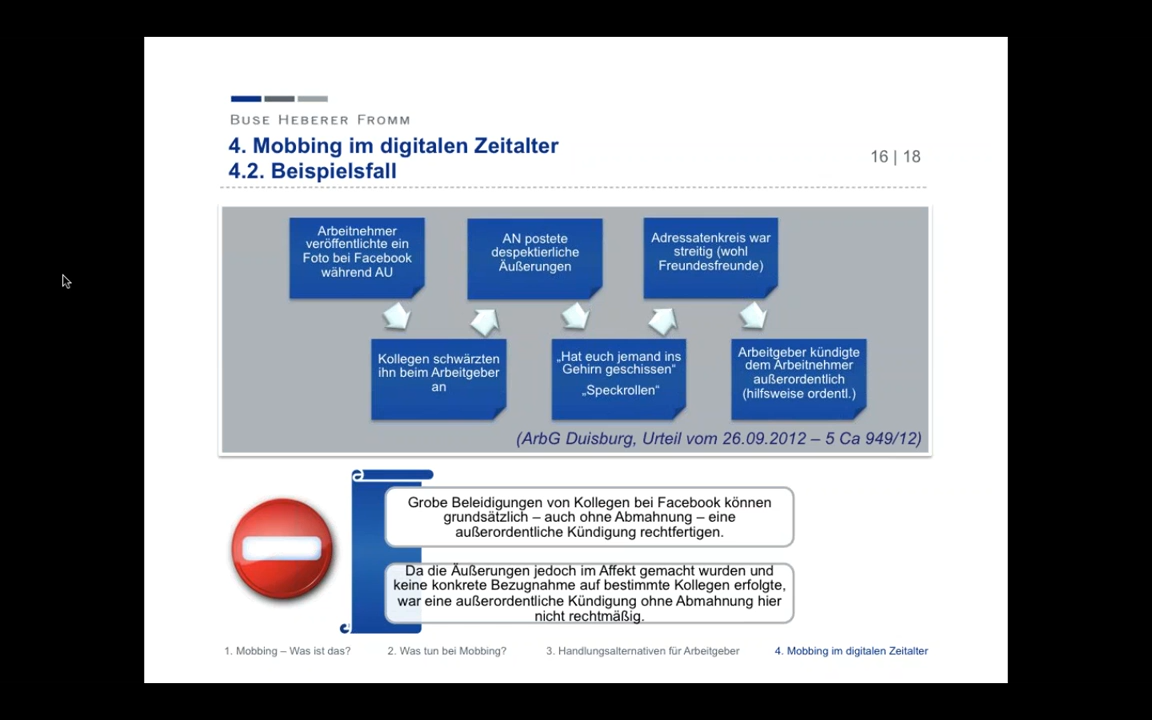 BUSE HEBERER FROMM
4. Mobbing im digitalen Zeitalter
4.2. Beispielsfall
16 | 18
Arbeitnehmer
veröffentlichte ein
Foto bei Facebook
während AU
Kollegen schwärzten
ihn beim Arbeitgeber
an
AN postete
despektierliche
Äußerungen
„Hat euch jemand ins
Gehirn geschissen“
„Speckrollen“
Adressatenkreis war
streitig (wohl
Freundesfreunde)
Arbeitgeber kündigte
dem Arbeitnehmer
außerordentlich
(hilfsweise ordentl.)
(ArbG Duisburg, Urteil vom 26.09.2012 – 5 Ca 949/12)
Grobe Beleidigungen von Kollegen bei Facebook können
grundsätzlich – auch ohne Abmahnung – eine
außerordentliche Kündigung rechtfertigen.
Da die Äußerungen jedoch im Affekt gemacht wurden und
keine konkrete Bezugnahme auf bestimmte Kollegen erfolgte,
war eine außerordentliche Kündigung ohne Abmahnung hier
nicht rechtmäßig.
1. Mobbing – Was ist das?
2. Was tun bei Mobbing?
3. Handlungsalternativen für Arbeitgeber
4. Mobbing im digitalen Zeitalter